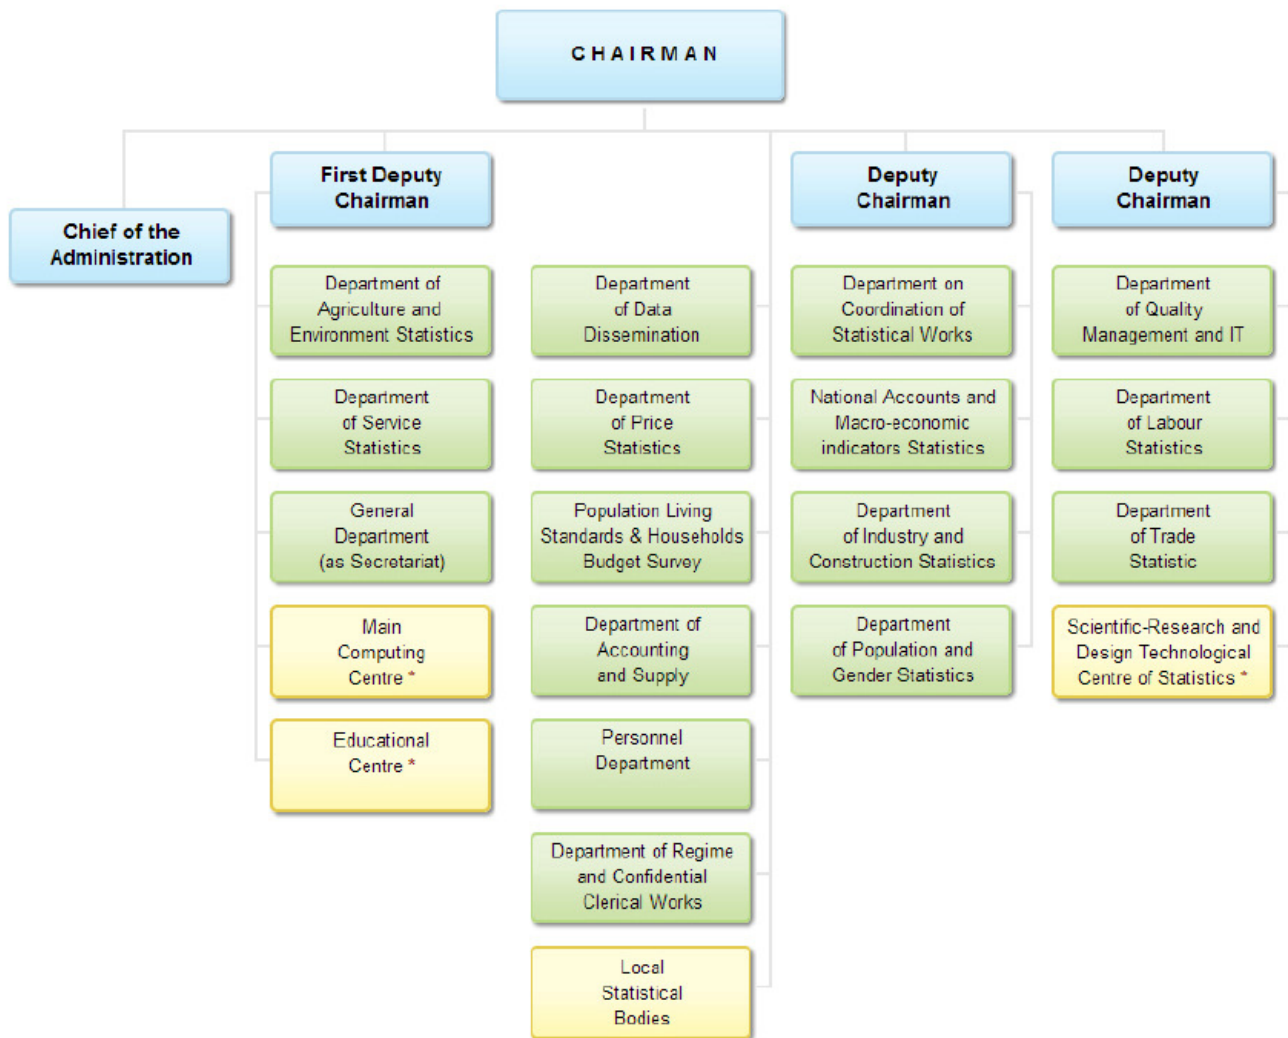 CHAIRMAN
First Deputy
Chairman
Deputy
Chairman
Deputy
Chairman
Chief of the
Administration
Department of
Agriculture and
Environment Statistics
Department
of Service
Statistics
General
Department
(as Secretariat)
Main
Computing
Centre *
Educational
Centre *
Department
of Data
Dissemination
Department
of Price
Statistics
Population Living
Standards & Households
Budget Survey
Department of
Accounting
and Supply
Personnel
Department
Department of Regime
and Confidential
Clerical Works
Local
Statistical
Bodies
Department on
Coordination of
Statistical Works
National Accounts and
Macro-economic
indicators Statistics
Department
of Industry and
Construction Statistics
Department
of Population and
Gender Statistics
Department
of Quality
Management and IT
Department
of Labour
Statistics
Department
of Trade
Statistic
Scientific-Research and
Design Technological
Centre of Statistics *